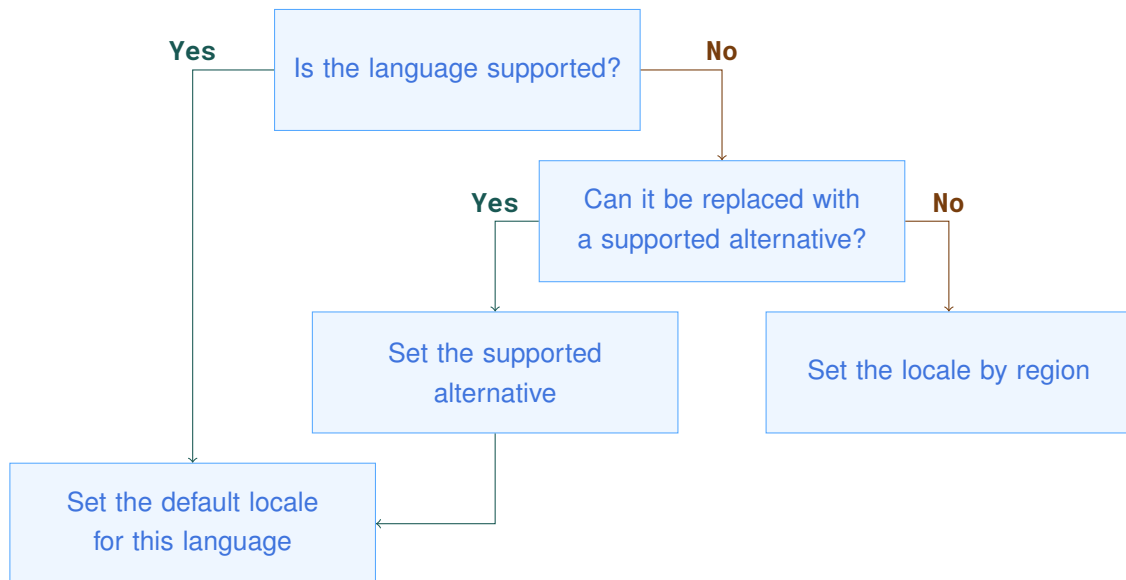 Yes
Is the language supported?
No
Yes
Can it be replaced with
a supported alternative?
No
Set the supported
alternative
Set the locale by region
Set the default locale
for this language